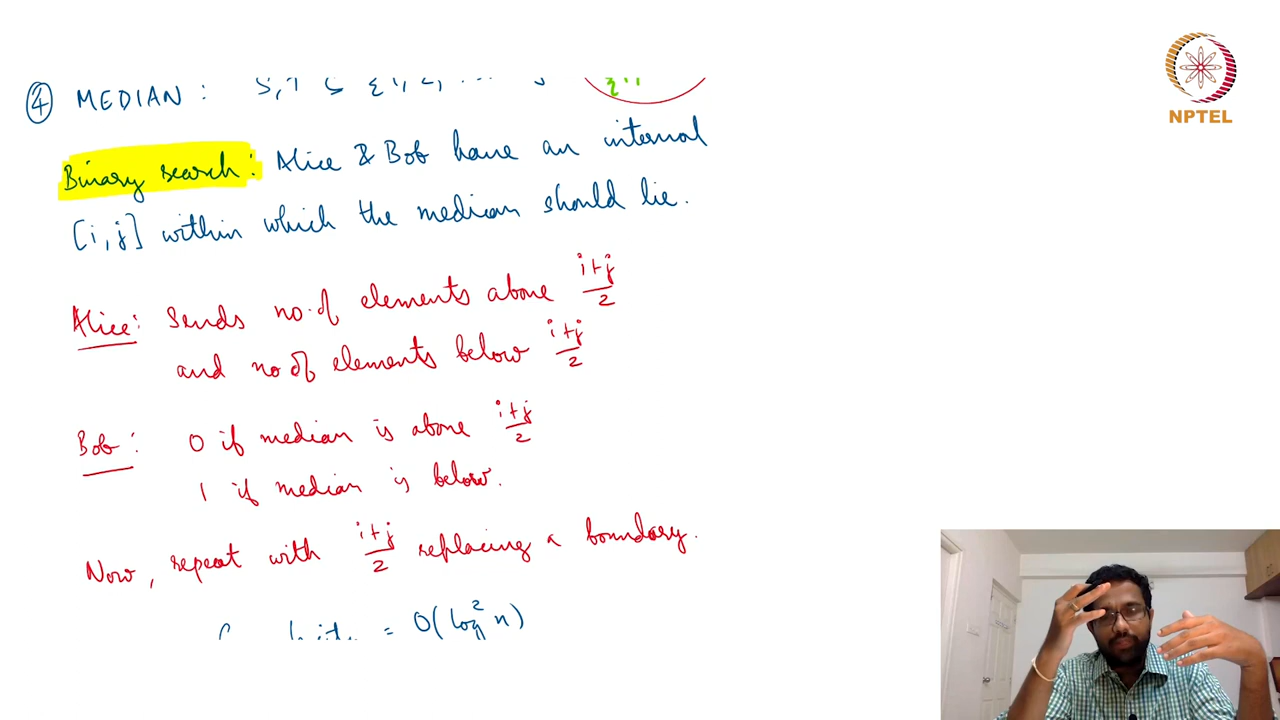 ④ MEDIAN : S, T ⊆ {1, 2, ...
NPTEL
Binary search : Alice & Bob have an interval
[i, j] within which the median should lie.
Alice : Sends no. of elements above (i+j)/2
and no of elements below (i+j)/2
Bob : 0 if median is above (i+j)/2
1 if median is below.
Now, repeat with (i+j)/2 replacing a boundary.
= O(log² n)